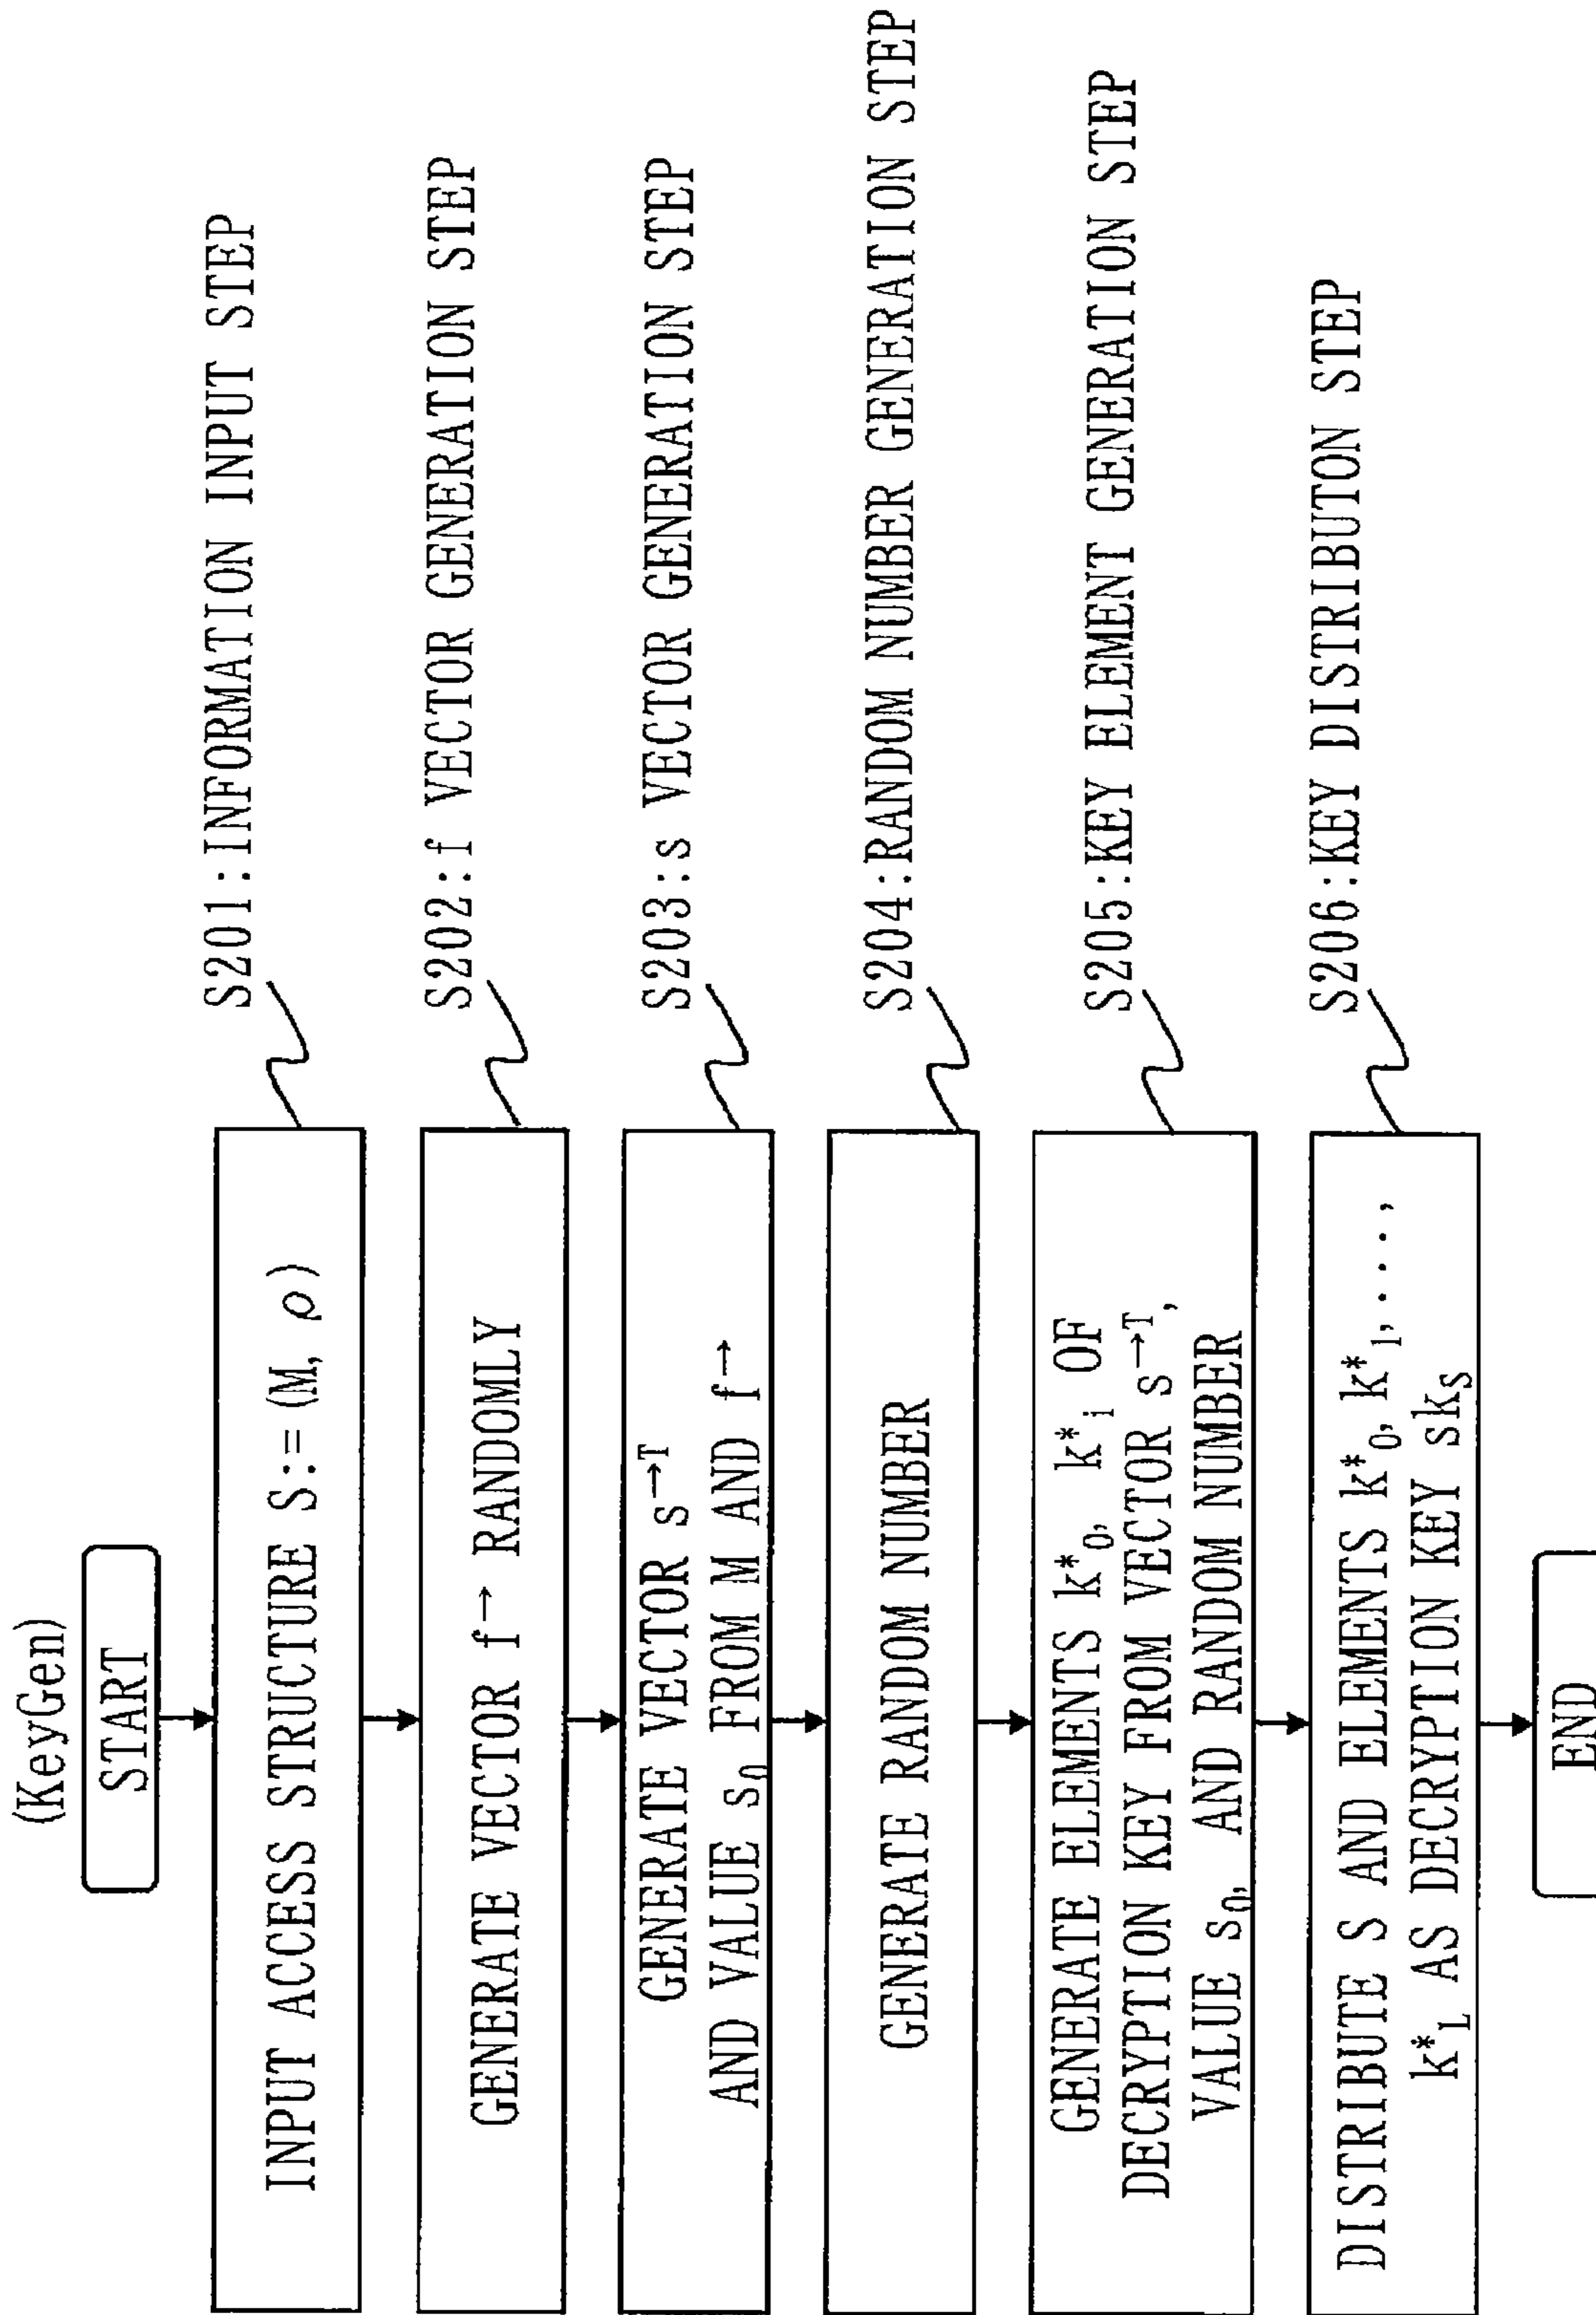 (KeyGen)
START
INPUT ACCESS STRUCTURE S:=(M, ρ)
S201:INFORMATION INPUT STEP
GENERATE VECTOR f→ RANDOMLY
S202:f VECTOR GENERATION STEP
GENERATE VECTOR s→T
AND VALUE s0 FROM M AND f→
S203:s VECTOR GENERATION STEP
GENERATE RANDOM NUMBER
S204:RANDOM NUMBER GENERATION STEP
GENERATE ELEMENTS k*0, k*i OF
DECRYPTION KEY FROM VECTOR s→T,
VALUE s0, AND RANDOM NUMBER
S205:KEY ELEMENT GENERATION STEP
DISTRIBUTE S AND ELEMENTS k*0, k*1,....,
k*L AS DECRYPTION KEY skS
S206:KEY DISTRIBUTON STEP
END